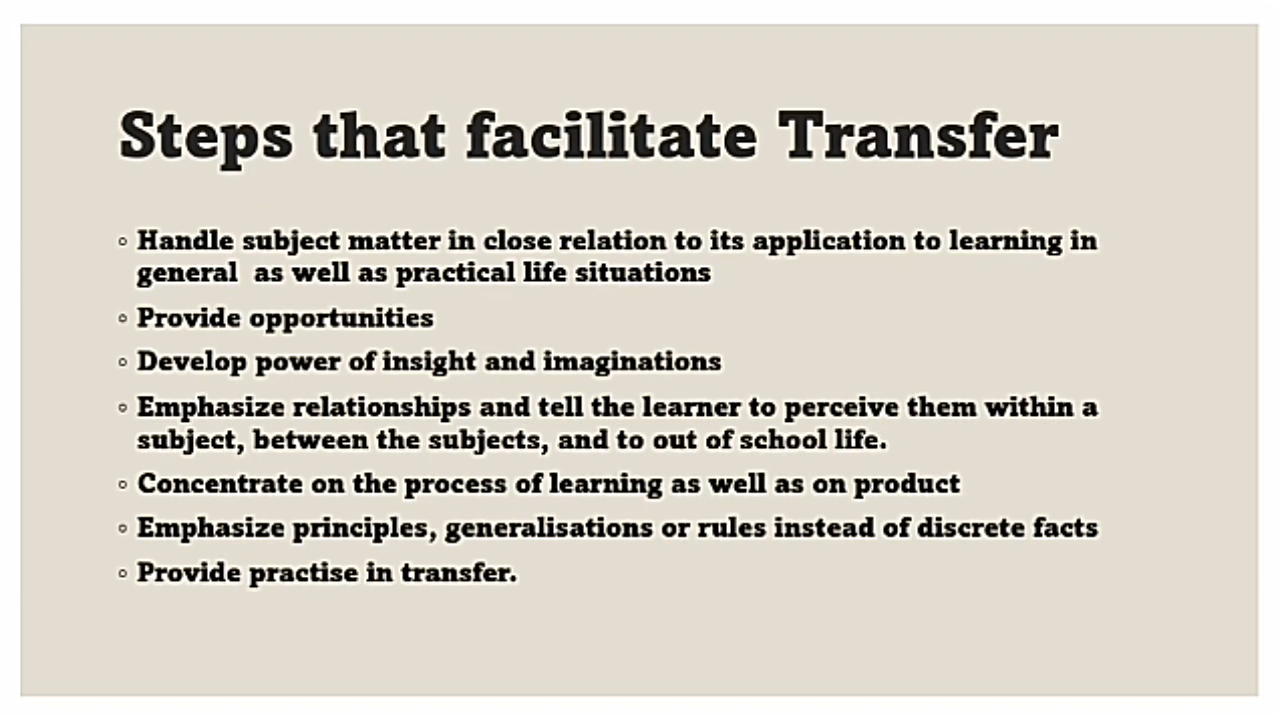 Steps that facilitate Transfer
◦ Handle subject matter in close relation to its application to learning in
general as well as practical life situations
◦ Provide opportunities
◦ Develop power of insight and imaginations
◦ Emphasize relationships and tell the learner to perceive them within a
subject, between the subjects, and to out of school life.
◦ Concentrate on the process of learning as well as on product
◦ Emphasize principles, generalisations or rules instead of discrete facts
◦ Provide practise in transfer.